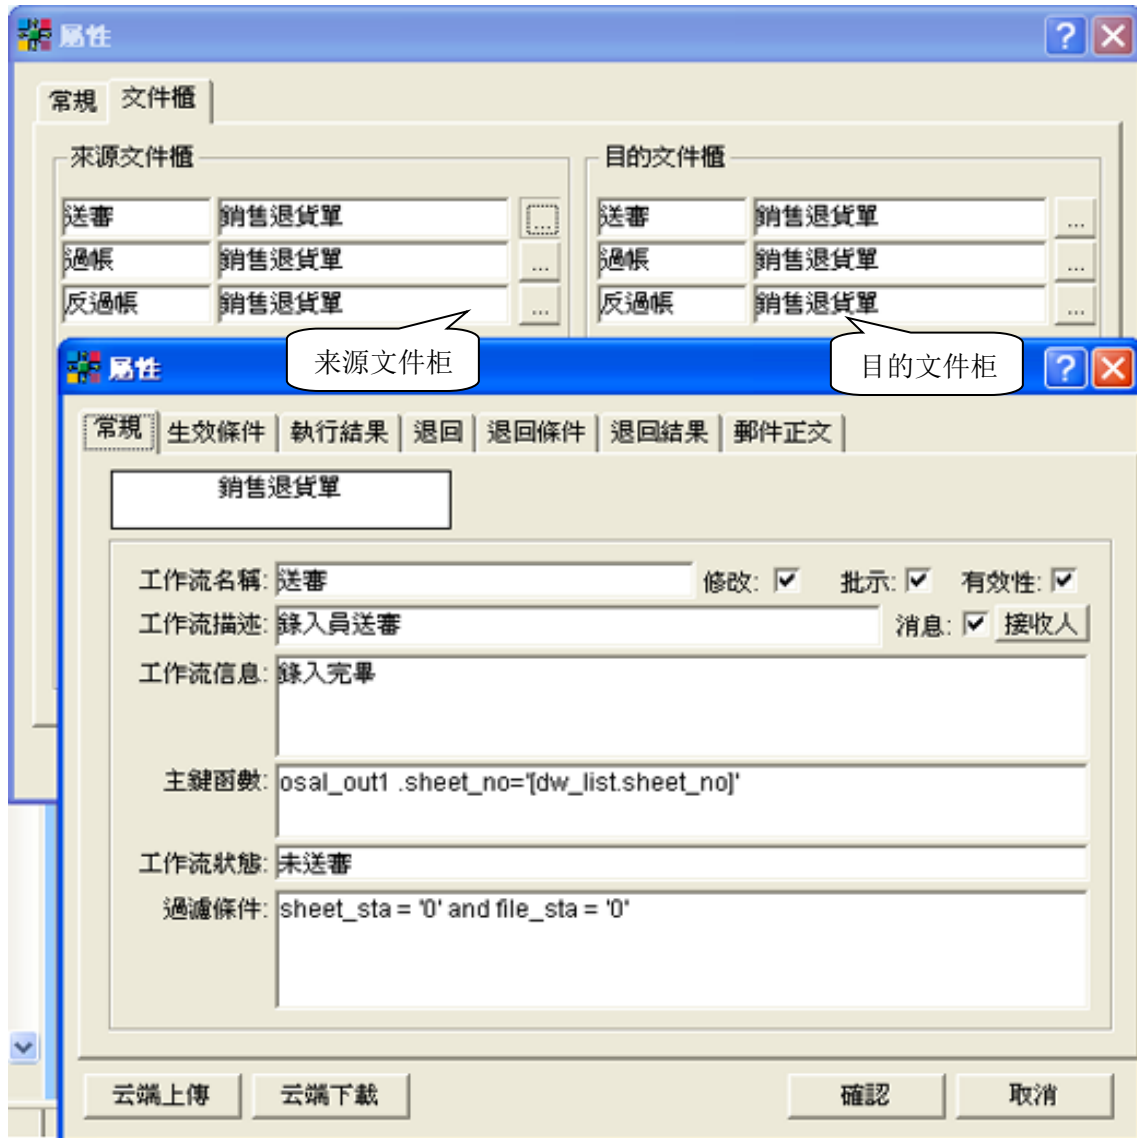 屬性
常規 文件櫃
來源文件櫃 目的文件櫃
送審 銷售退貨單 ... 送審 銷售退貨單 ...
過帳 銷售退貨單 ... 過帳 銷售退貨單 ...
反過帳 銷售退貨單 ... 反過帳 銷售退貨單 ...
来源文件柜 目的文件柜
屬性
常規 生效條件 執行結果 退回 退回條件 退回結果 郵件正文
銷售退貨單
工作流名稱: 送審 修改: 批示: 有效性:
工作流描述: 錄入員送審 消息: 接收人
工作流信息: 錄入完畢
主鍵函數: osal_out1 .sheet_no='[dw_list.sheet_no]'
工作流狀態: 未送審
過濾條件: sheet_sta = '0' and file_sta = '0'
云端上傳 云端下載 確認 取消